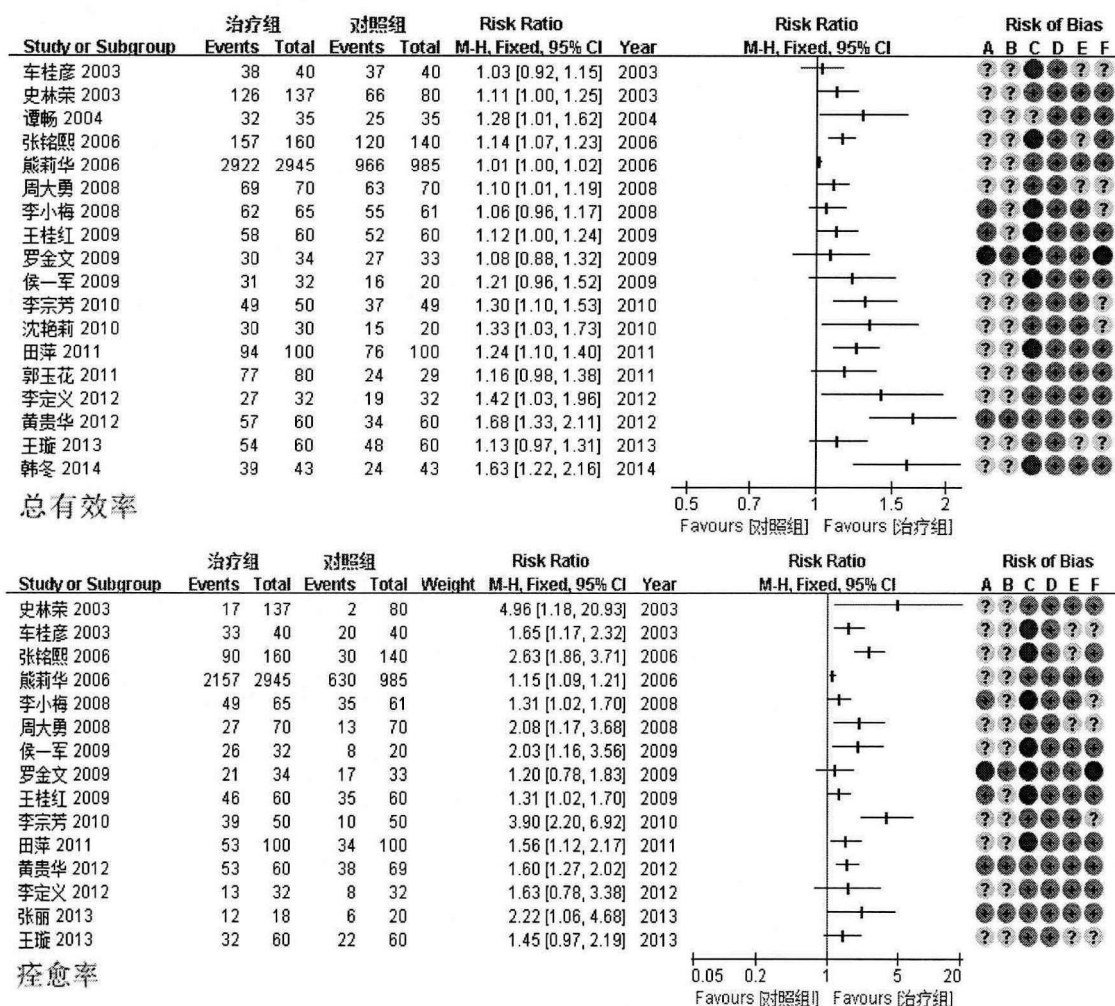 治疗组 对照组 Risk Ratio Risk Ratio Risk of Bias
Study or Subgroup Events Total Events Total M-H, Fixed, 95% CI Year M-H, Fixed, 95% CI A B C D E F
车桂彦 2003 38 40 37 40 1.03 [0.92, 1.15] 2003 ? ? ? ?
史林荣 2003 126 137 66 80 1.11 [1.00, 1.25] 2003 ? ?
谭畅 2004 32 35 25 35 1.28 [1.01, 1.62] 2004 ? ? ?
张铭熙 2006 157 160 120 140 1.14 [1.07, 1.23] 2006 ? ?
熊莉华 2006 2922 2945 966 985 1.01 [1.00, 1.02] 2006 ? ?
周大勇 2008 69 70 63 70 1.10 [1.01, 1.19] 2008 ? ? ? ?
李小梅 2008 62 65 55 61 1.06 [0.96, 1.17] 2008 + ? + + ?
王桂红 2009 58 60 52 60 1.12 [1.00, 1.24] 2009 + ? + + +
罗金文 2009 30 34 27 33 1.08 [0.88, 1.32] 2009
侯一军 2009 31 32 16 20 1.21 [0.96, 1.52] 2009 ? ?
李宗芳 2010 49 50 37 49 1.30 [1.10, 1.53] 2010 ? ? ?
沈艳莉 2010 30 30 15 20 1.33 [1.03, 1.73] 2010 ? ? ?
田萍 2011 94 100 76 100 1.24 [1.10, 1.40] 2011 ? ?
郭玉花 2011 77 80 24 29 1.16 [0.98, 1.38] 2011 ? ?
李定义 2012 27 32 19 32 1.42 [1.03, 1.96] 2012 ? ?
黄贵华 2012 57 60 34 60 1.68 [1.33, 2.11] 2012 + + + + + +
王璇 2013 54 60 48 60 1.13 [0.97, 1.31] 2013 ? ? ? ?
韩冬 2014 39 43 24 43 1.63 [1.22, 2.16] 2014 ? ?
总有效率
0.5 0.7 1 1.5 2
Favours [对照组] Favours [治疗组]
治疗组 对照组 Risk Ratio Risk Ratio Risk of Bias
Study or Subgroup Events Total Events Total Weight M-H, Fixed, 95% CI Year M-H, Fixed, 95% CI A B C D E F
史林荣 2003 17 137 2 80 4.96 [1.18, 20.93] 2003 ? ?
车桂彦 2003 33 40 20 40 1.65 [1.17, 2.32] 2003 ? ? ? ?
张铭熙 2006 90 160 30 140 2.63 [1.86, 3.71] 2006 ? ? ?
熊莉华 2006 2157 2945 630 985 1.15 [1.09, 1.21] 2006 ? ?
李小梅 2008 49 65 35 61 1.31 [1.02, 1.70] 2008 + ? + + ?
周大勇 2008 27 70 13 70 2.08 [1.17, 3.68] 2008 ? ? ? ?
侯一军 2009 26 32 8 20 2.03 [1.16, 3.56] 2009 ? ?
罗金文 2009 21 34 17 33 1.20 [0.78, 1.83] 2009
王桂红 2009 46 60 35 60 1.31 [1.02, 1.70] 2009 + ? + + +
李宗芳 2010 39 50 10 50 3.90 [2.20, 6.92] 2010 ? ? ?
田萍 2011 53 100 34 100 1.56 [1.12, 2.17] 2011 ? ?
黄贵华 2012 53 60 38 69 1.60 [1.27, 2.02] 2012 + + + + + +
李定义 2012 13 32 8 32 1.63 [0.78, 3.38] 2012 ? ?
张丽 2013 12 18 6 20 2.22 [1.06, 4.68] 2013 + + + + + +
王璇 2013 32 60 22 60 1.45 [0.97, 2.19] 2013 ? ? ? ?
痊愈率
0.05 0.2 1 5 20
Favours [对照组] Favours [治疗组]